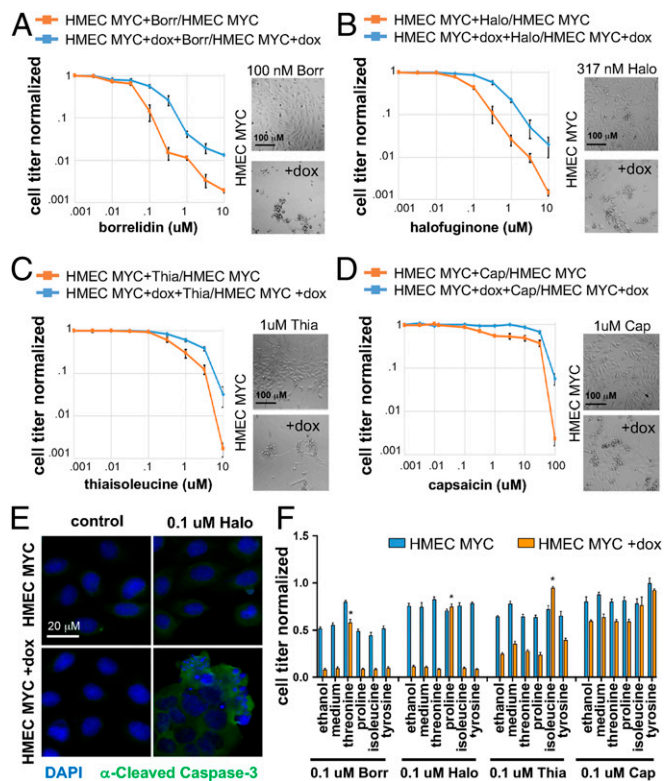 A
HMEC MYC+Borr/HMEC MYC
HMEC MYC+dox+Borr/HMEC MYC+dox
cell titer normalized
1
.1
.01
.001
.001 .01 .1 1 10
borrelidin (uM)
100 nM Borr
100 μM
HMEC MYC
+dox
B
HMEC MYC+Halo/HMEC MYC
HMEC MYC+dox+Halo/HMEC MYC+dox
cell titer normalized
1
.1
.01
.001
.001 .01 .1 1 10
halofuginone (uM)
317 nM Halo
100 μM
HMEC MYC
+dox
C
HMEC MYC+Thia/HMEC MYC
HMEC MYC+dox+Thia/HMEC MYC +dox
cell titer normalized
1
.1
.01
.001
.001 .01 .1 1 10
thiaisoleucine (uM)
1uM Thia
100 μM
HMEC MYC
+dox
D
HMEC MYC+Cap/HMEC MYC
HMEC MYC+dox+Cap/HMEC MYC+dox
cell titer normalized
1
.1
.01
.001
.01 .1 1 10 100
capsaicin (uM)
1uM Cap
100 μM
HMEC MYC
+dox
E
control 0.1 uM Halo
HMEC MYC
20 μM
HMEC MYC +dox
DAPI α-Cleaved Caspase-3
F
HMEC MYC HMEC MYC +dox
cell titer normalized
1.5
1.0
0.5
0.0
* * *
ethanol medium threonine proline isoleucine tyrosine ethanol medium threonine proline isoleucine tyrosine ethanol medium threonine proline isoleucine tyrosine ethanol medium threonine proline isoleucine tyrosine
0.1 uM Borr 0.1 uM Halo 0.1 uM Thia 0.1 uM Cap